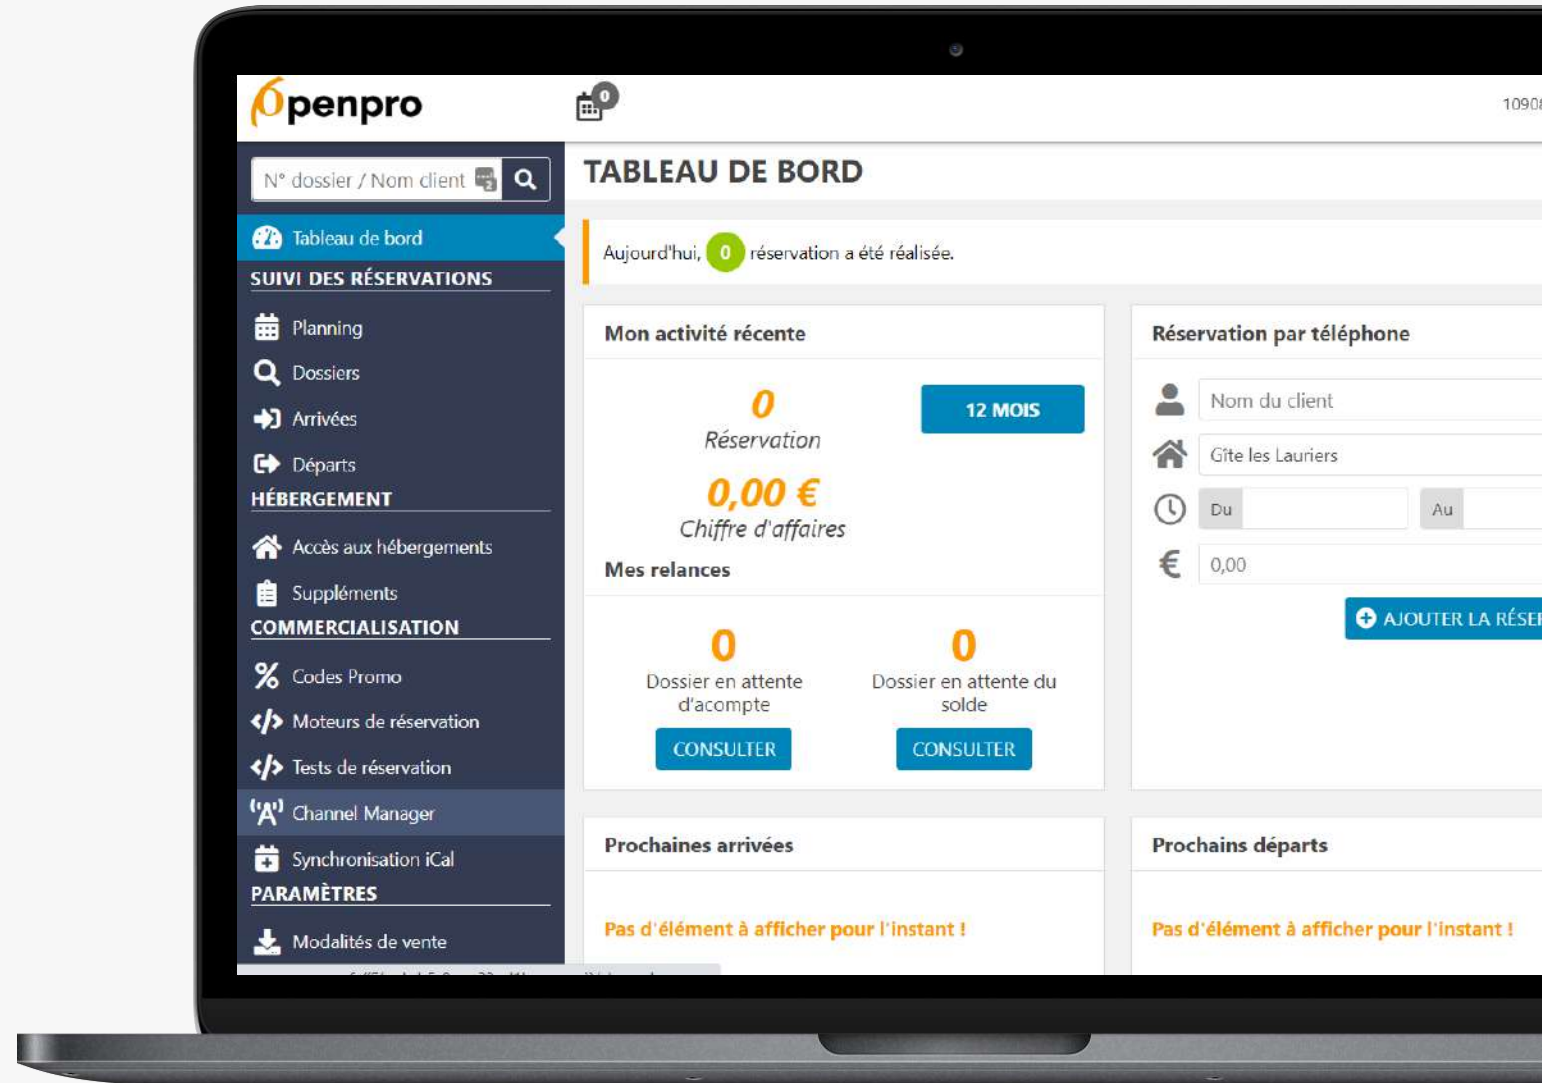 Openpro
0
1090
N° dossier / Nom client
2
TABLEAU DE BORD
Tableau de bord
Aujourd'hui, 0 réservation a été réalisée.
SUIVI DES RÉSERVATIONS
Planning
Dossiers
Arrivées
Départs
HÉBERGEMENT
Accès aux hébergements
Suppléments
COMMERCIALISATION
Codes Promo
Moteurs de réservation
Tests de réservation
Channel Manager
Synchronisation iCal
PARAMÈTRES
Modalités de vente
Mon activité récente
0
Réservation
12 MOIS
0,00 €
Chiffre d'affaires
Mes relances
0
Dossier en attente
d'acompte
CONSULTER
0
Dossier en attente du
solde
CONSULTER
Réservation par téléphone
Nom du client
Gîte les Lauriers
Du
Au
€ 0,00
AJOUTER LA RÉSER
Prochaines arrivées
Pas d'élément à afficher pour l'instant !
Prochains départs
Pas d'élément à afficher pour l'instant !